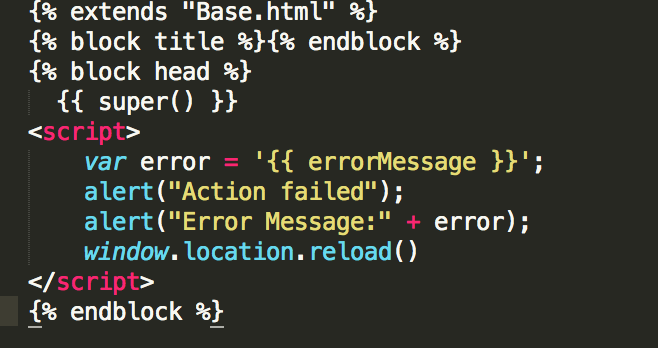 {% extends "Base.html" %}
{% block title %}{% endblock %}
{% block head %}
  {{ super() }}
<script>
    var error = '{{ errorMessage }}';
    alert("Action failed");
    alert("Error Message:" + error);
    window.location.reload()
</script>
{% endblock %}